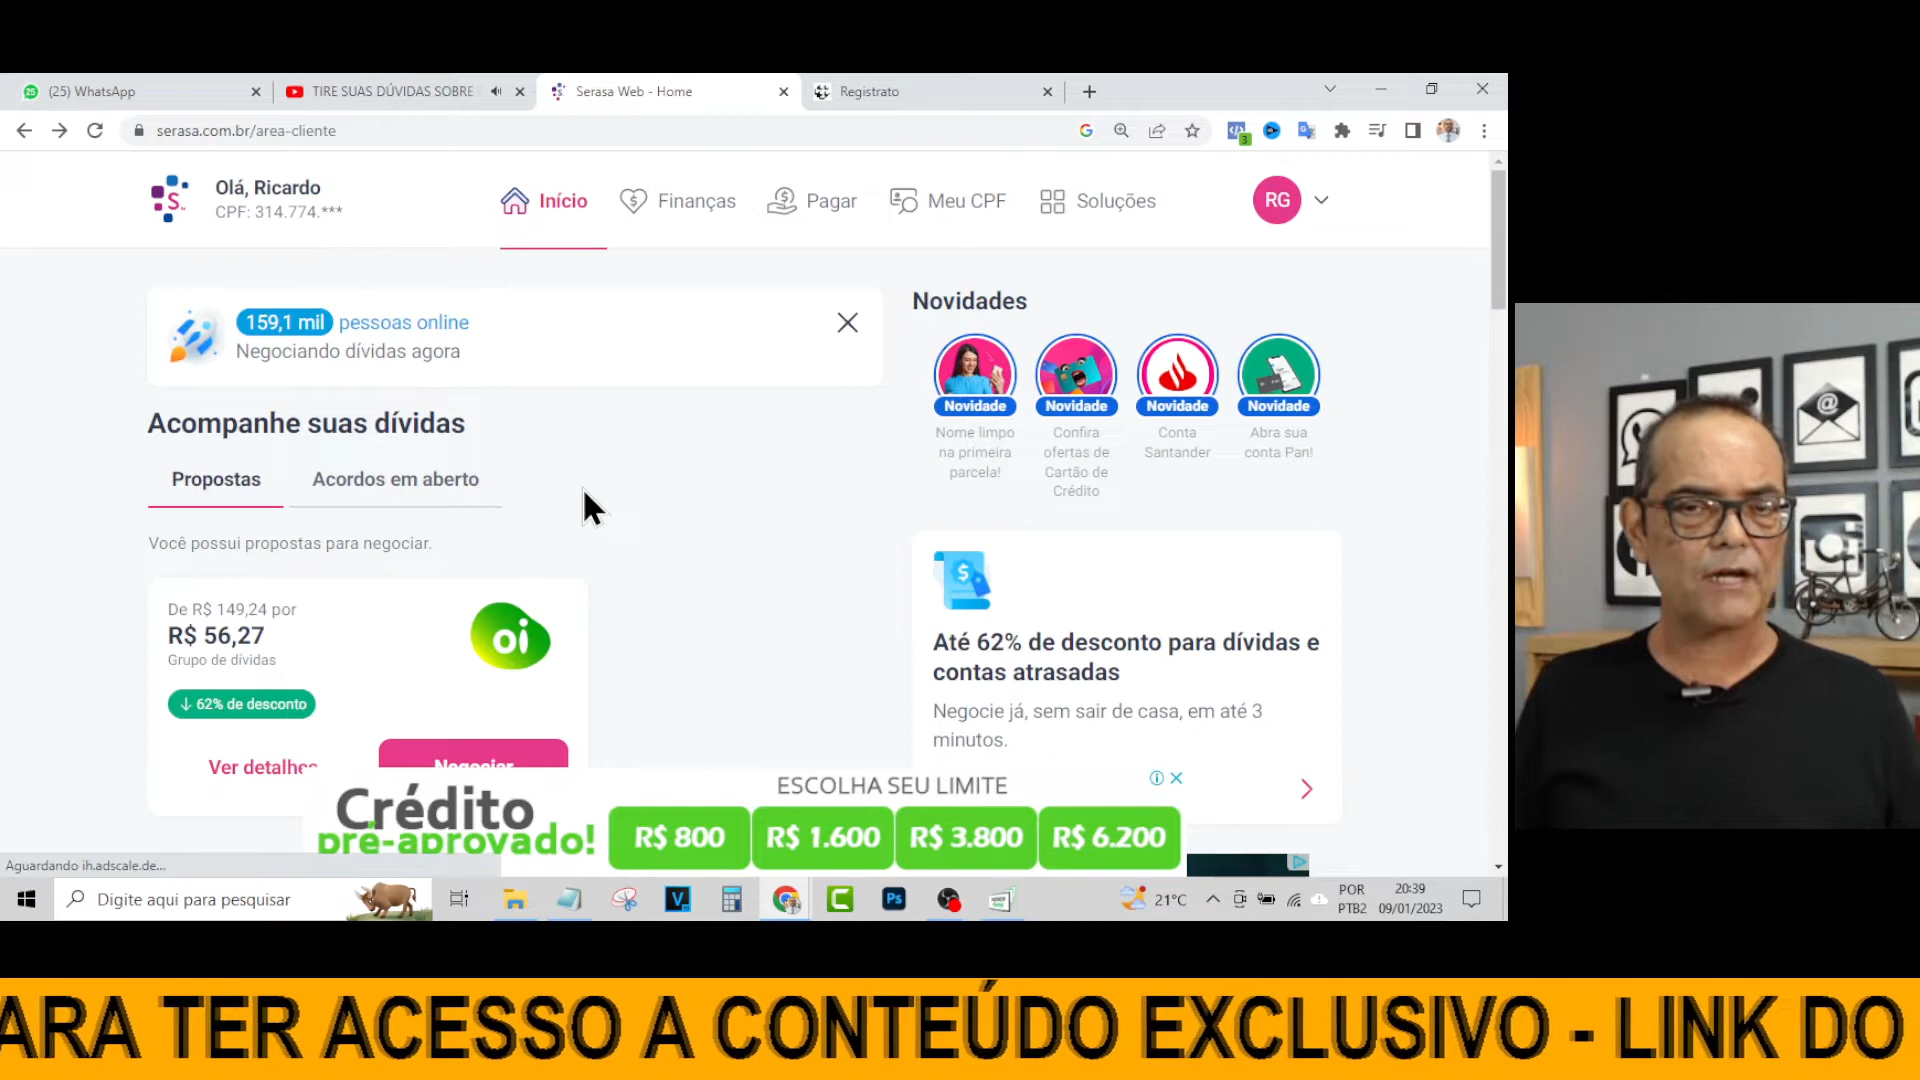 (25) WhatsApp
TIRE SUAS DÚVIDAS SOBRE
Serasa Web - Home
Registrato
serasa.com.br/area-cliente
3
S
Olá, Ricardo
CPF: 314.774.***
Início
Finanças
Pagar
Meu CPF
Soluções
RG
159,1 mil pessoas online
Negociando dívidas agora
Acompanhe suas dívidas
Propostas
Acordos em aberto
Você possui propostas para negociar.
De R$ 149,24 por
R$ 56,27
Grupo de dívidas
oi
62% de desconto
Ver detalhes
Negociar
Novidades
Novidade
Novidade
Novidade
Novidade
Nome limpo
na primeira
parcela!
Confira
ofertas de
Cartão de
Crédito
Conta
Santander
Abra sua
conta Pan!
Até 62% de desconto para dívidas e
contas atrasadas
Negocie já, sem sair de casa, em até 3
minutos.
Crédito
pré-aprovado!
ESCOLHA SEU LIMITE
R$ 800
R$ 1.600
R$ 3.800
R$ 6.200
Aguardando ih.adscale.de...
Digite aqui para pesquisar
Ps
21°C
POR
PTB2
20:39
09/01/2023
ARA TER ACESSO A CONTEÚDO EXCLUSIVO - LINK DO